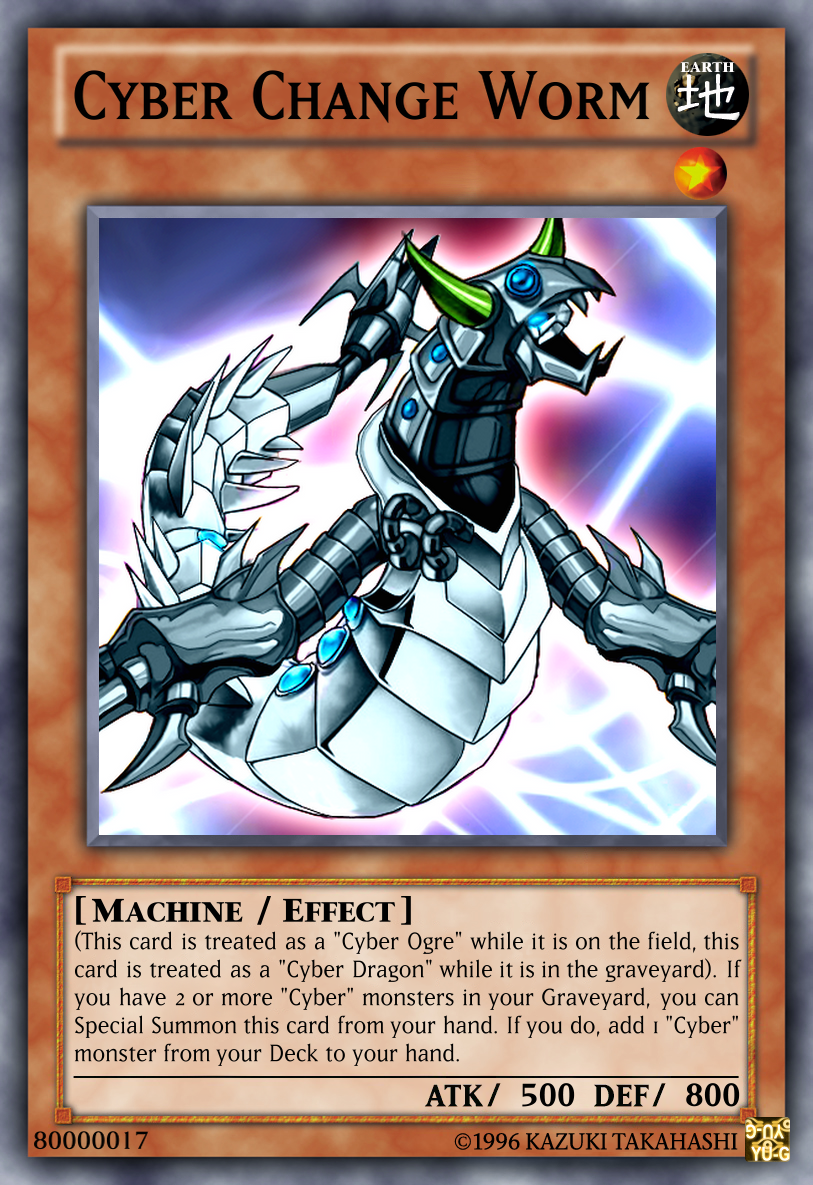 Cyber Change Worm
EARTH
地
[ Machine / Effect ]
(This card is treated as a "Cyber Ogre" while it is on the field, this
card is treated as a "Cyber Dragon" while it is in the graveyard). If
you have 2 or more "Cyber" monsters in your Graveyard, you can
Special Summon this card from your hand. If you do, add 1 "Cyber"
monster from your Deck to your hand.
ATK/ 500 DEF/ 800
80000017
©1996 KAZUKI TAKAHASHI